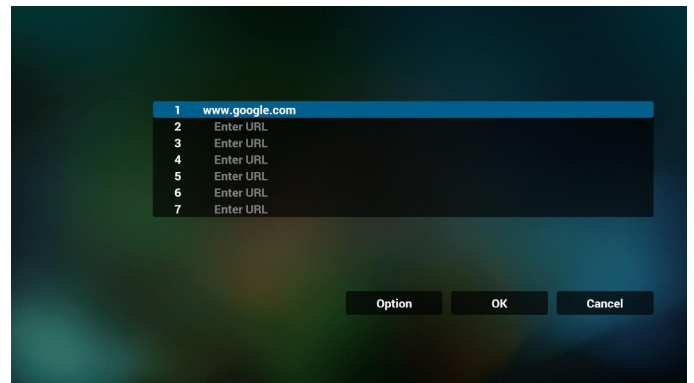 1 www.google.com
2 Enter URL
3 Enter URL
4 Enter URL
5 Enter URL
6 Enter URL
7 Enter URL
Option OK Cancel